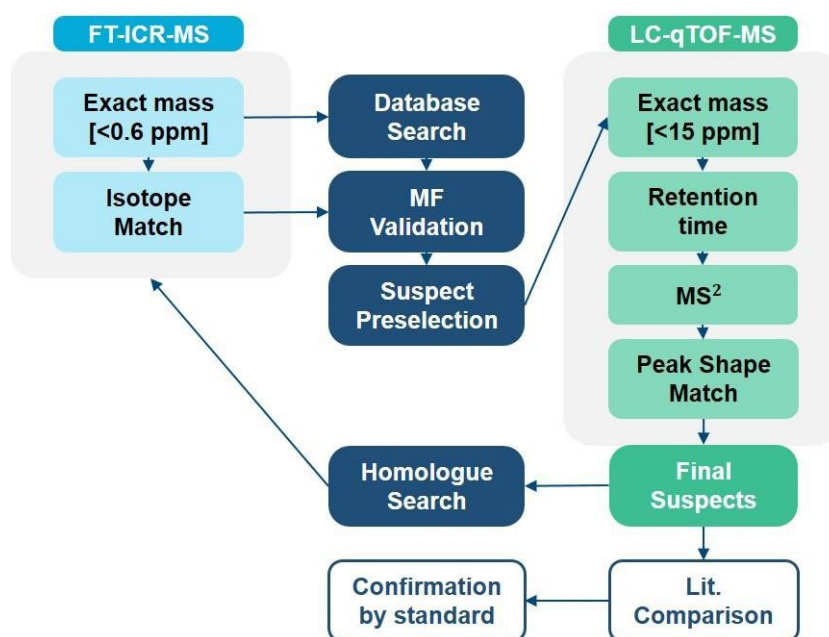 FT-ICR-MS
Exact mass
[<0.6 ppm]
Isotope
Match
Database
Search
MF
Validation
Suspect
Preselection
LC-qTOF-MS
Exact mass
[<15 ppm]
Retention
time
MS²
Peak Shape
Match
Final
Suspects
Homologue
Search
Lit.
Comparison
Confirmation
by standard